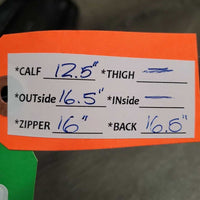 *CALF 12.5" *THIGH —
*OUTside 16.5" *INside —
*ZIPPER 16" *BACK 16.5"